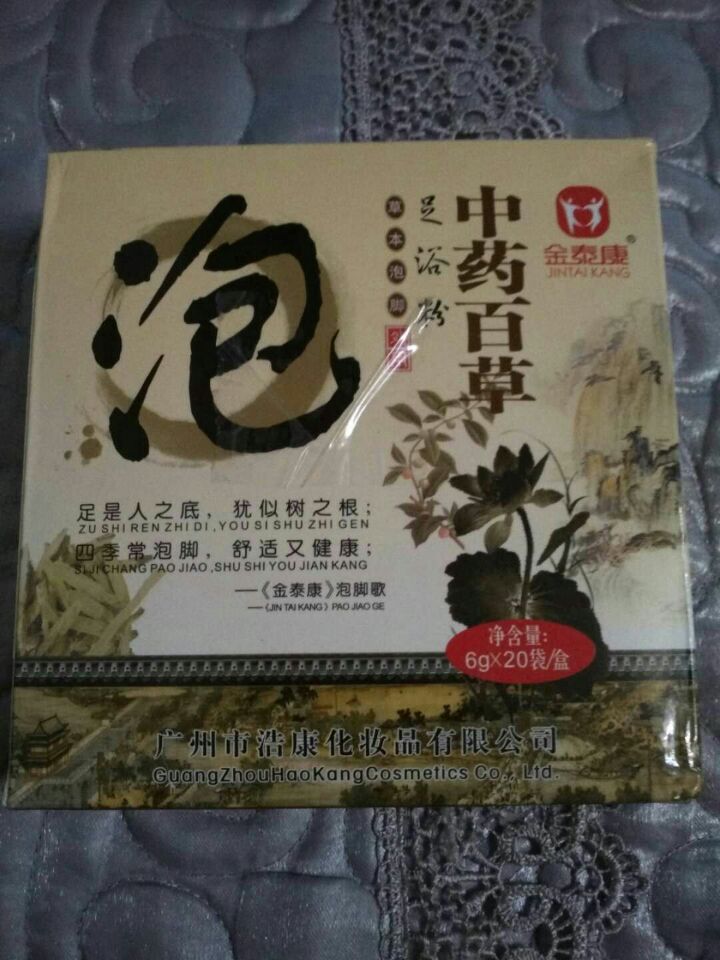 金泰康®
JINTAI KANG
中药百草
足浴粉
草本泡脚
泡
足是人之底，犹似树之根；
ZU SHI REN ZHI DI ,YOU SI SHU ZHI GEN
四季常泡脚，舒适又健康；
SI JI CHANG PAO JIAO ,SHU SHI YOU JIAN KANG
—《金泰康》泡脚歌
—《JIN TAI KANG》PAO JIAO GE
净含量：
6g×20袋/盒
广州市浩康化妆品有限公司
GuangZhouHaoKangCosmetics Co., Ltd.